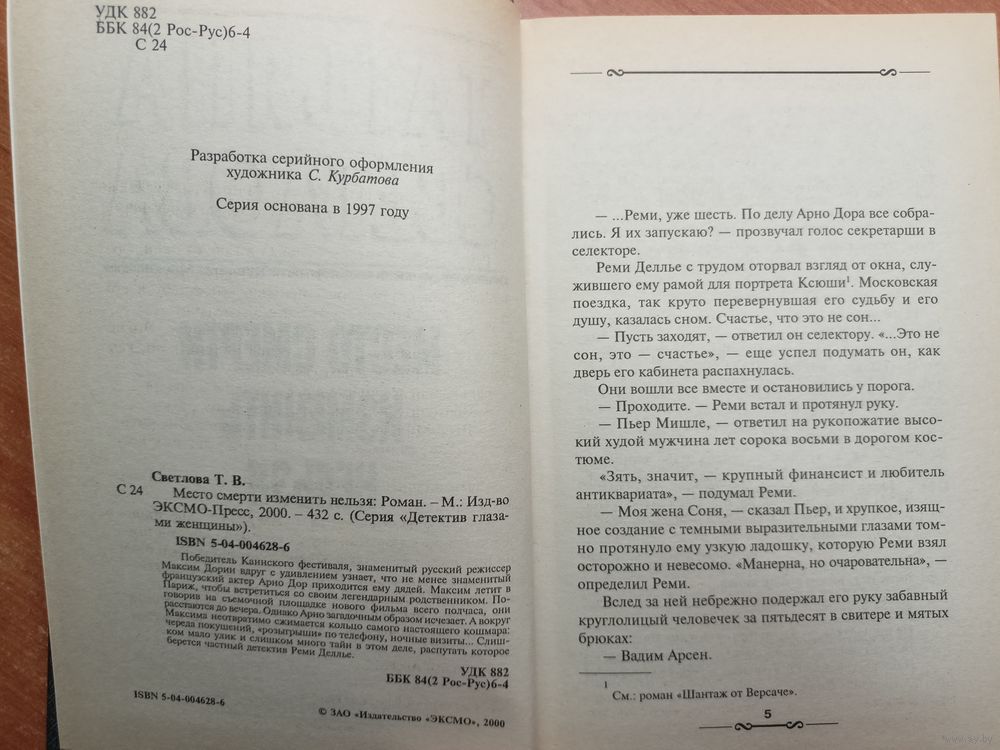 УДК 882
ББК 84(2 Рос-Рус)6-4
С 24
Разработка серийного оформления
художника С. Курбатова
Серия основана в 1997 году
Светлова Т. В.
С 24
Место смерти изменить нельзя: Роман. – М.: Изд-во
ЭКСМО-Пресс, 2000. – 432 с. (Серия «Детектив глаза-
ми женщины»).
ISBN 5-04-004628-6
Победитель Каннского фестиваля, знаменитый русский режиссер
Максим Дорин вдруг с удивлением узнает, что не менее знаменитый
французский актер Арно Дор приходится ему дядей. Максим летит в
Париж, чтобы встретиться со своим легендарным родственником. По-
говорив на съемочной площадке нового фильма всего полчаса, они
расстаются до вечера. Однако Арно загадочным образом исчезает. А вокруг
Максима неотвратимо сжимается кольцо самого настоящего кошмара:
череда покушений, «розыгрыши» по телефону, ночные визиты... Слиш-
ком мало улик и слишком много тайн в этом деле, распутать которое
берется частный детектив Реми Деллье.
УДК 882
ББК 84(2 Рос-Рус)6-4
ISBN 5-04-004628-6
© ЗАО «Издательство «ЭКСМО», 2000
— ...Реми, уже шесть. По делу Арно Дора все собра-
лись. Я их запускаю? — прозвучал голос секретарши в
селекторе.
Реми Деллье с трудом оторвал взгляд от окна, слу-
жившего ему рамой для портрета Ксюши¹. Московская
поездка, так круто перевернувшая его судьбу и его
душу, казалась сном. Счастье, что это не сон...
— Пусть заходят, — ответил он селектору. «...Это не
сон, это — счастье», — еще успел подумать он, как
дверь его кабинета распахнулась.
Они вошли все вместе и остановились у порога.
— Проходите. — Реми встал и протянул руку.
— Пьер Мишле, — ответил на рукопожатие высо-
кий худой мужчина лет сорока восьми в дорогом кос-
тюме.
«Зять, значит, — крупный финансист и любитель
антиквариата», — подумал Реми.
— Моя жена Соня, — сказал Пьер, и хрупкое, изящ-
ное создание с темными выразительными глазами том-
но протянуло ему узкую ладошку, которую Реми взял
осторожно и невесомо. «Манерна, но очаровательна», —
определил Реми.
Вслед за ней небрежно подержал его руку забавный
круглолицый человечек за пятьдесят в свитере и мятых
брюках:
— Вадим Арсен.
1
См.: роман «Шантаж от Версаче».
5
www.ay.by